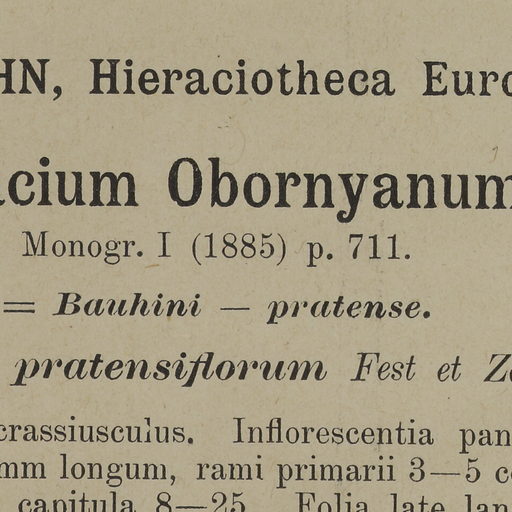 HN, Hieraciotheca Euro
acium Obornyanum
Monogr. I (1885) p. 711.
= Bauhini — pratense.
pratensiflorum Fest et Z
crassiusculus. Inflorescentia pan
mm longum, rami primarii 3—5 c
capitula 8—25. Folia late lan